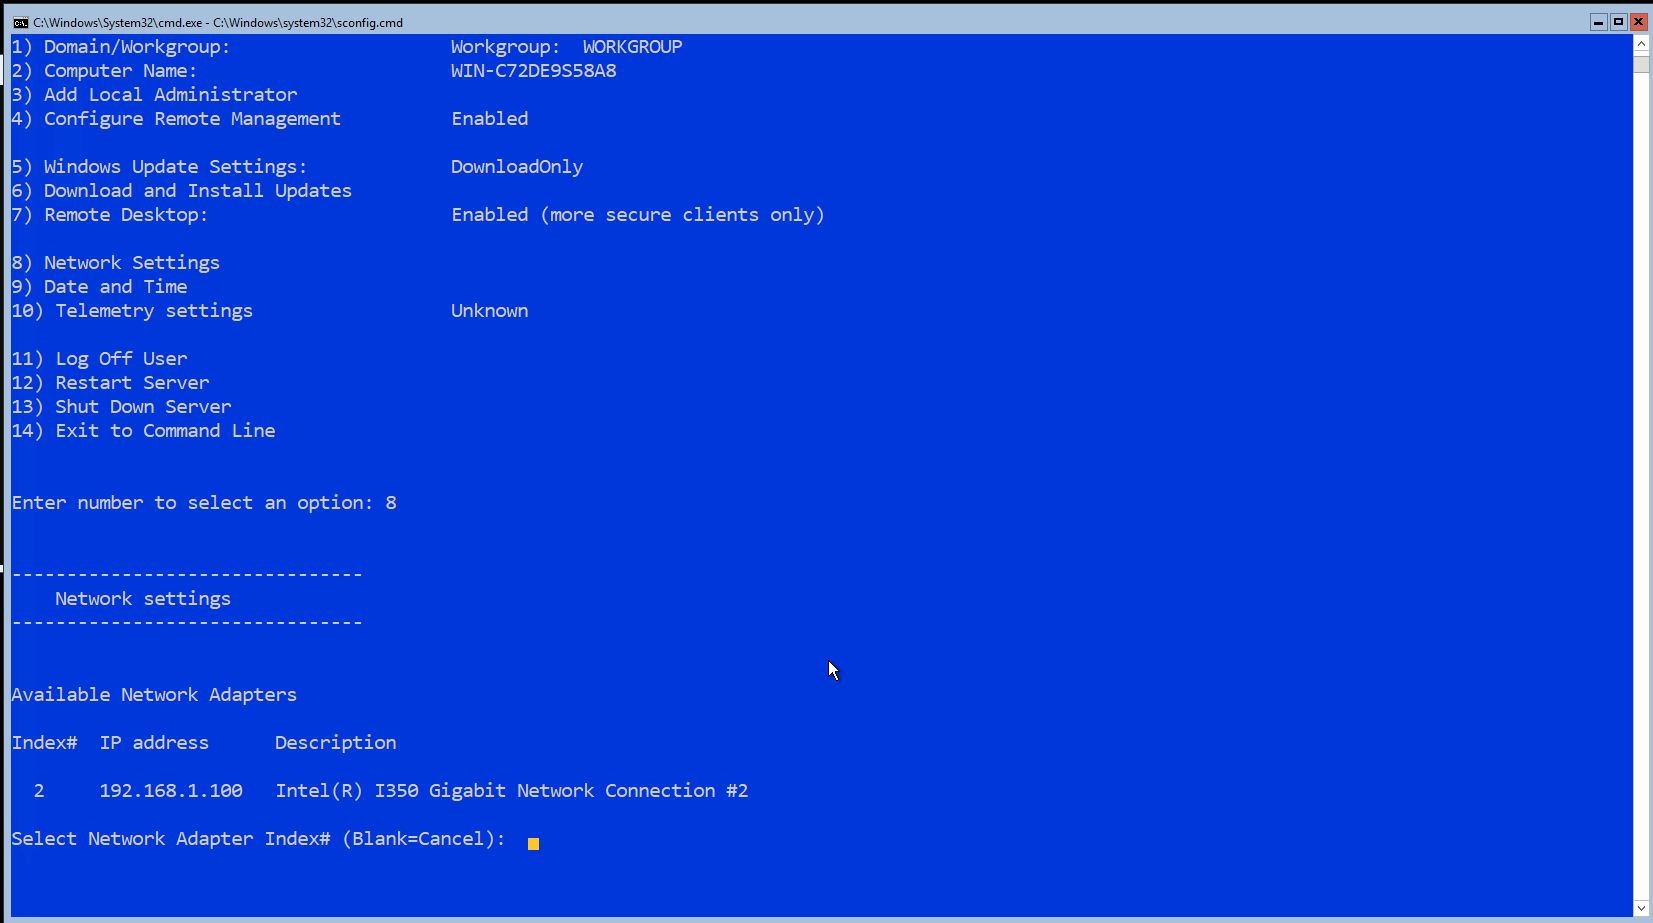 C:\Windows\System32\cmd.exe - C:\Windows\system32\sconfig.cmd
1) Domain/Workgroup: Workgroup: WORKGROUP
2) Computer Name: WIN-C72DE9S58A8
3) Add Local Administrator
4) Configure Remote Management Enabled
5) Windows Update Settings: DownloadOnly
6) Download and Install Updates
7) Remote Desktop: Enabled (more secure clients only)
8) Network Settings
9) Date and Time
10) Telemetry settings Unknown
11) Log Off User
12) Restart Server
13) Shut Down Server
14) Exit to Command Line
Enter number to select an option: 8
--------------------------------
Network settings
--------------------------------
Available Network Adapters
Index# IP address Description
2 192.168.1.100 Intel(R) I350 Gigabit Network Connection #2
Select Network Adapter Index# (Blank=Cancel):